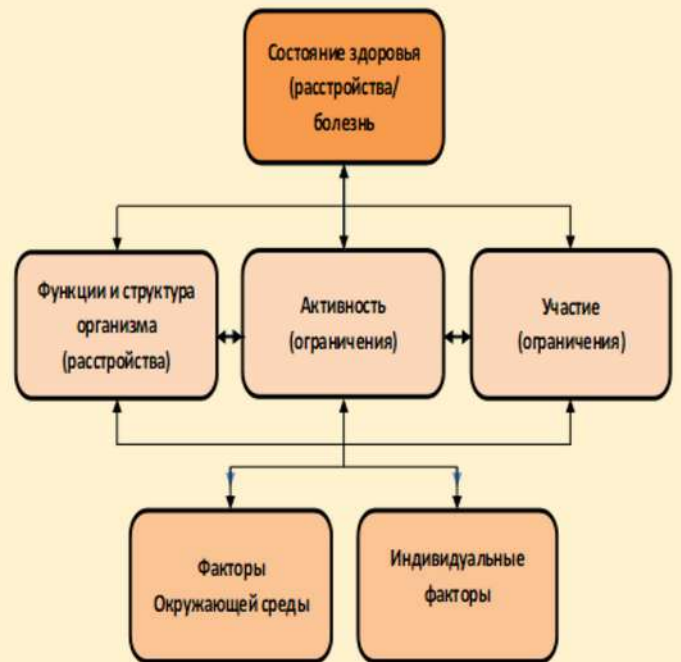 Состояние здоровья
(расстройства/
болезнь
Функции и структура
организма
(расстройства)
Активность
(ограничения)
Участие
(ограничения)
Факторы
Окружающей среды
Индивидуальные
факторы